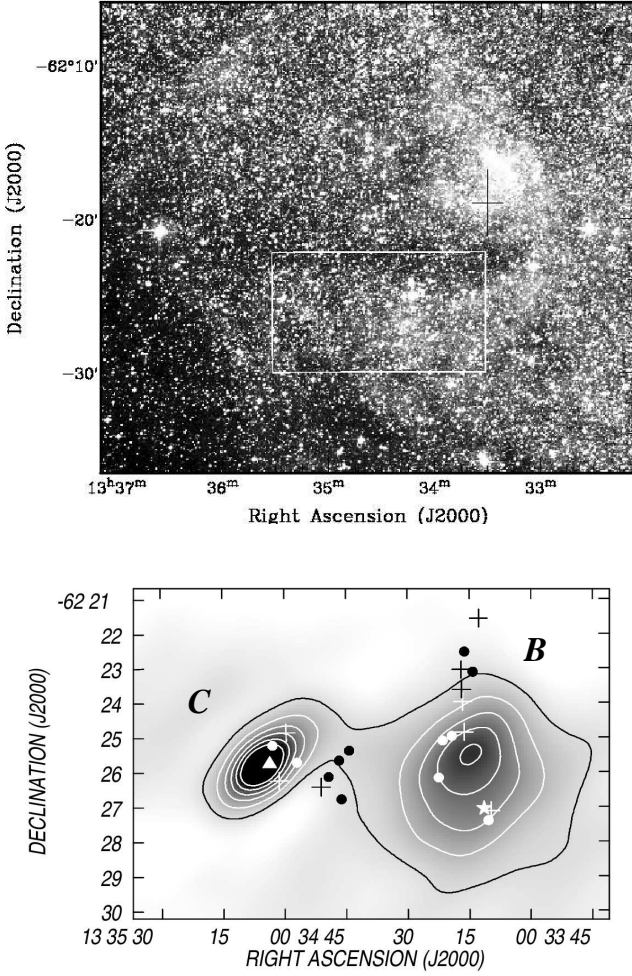 -62°10'
-20'
-30'
Declination (J2000)
13ʰ37ᵐ 36ᵐ 35ᵐ 34ᵐ 33ᵐ
Right Ascension (J2000)
-62 21
22
23
24
25
26
27
28
29
30
DECLINATION (J2000)
C
B
13 35 30 15 00 34 45 30 15 00 33 45
RIGHT ASCENSION (J2000)